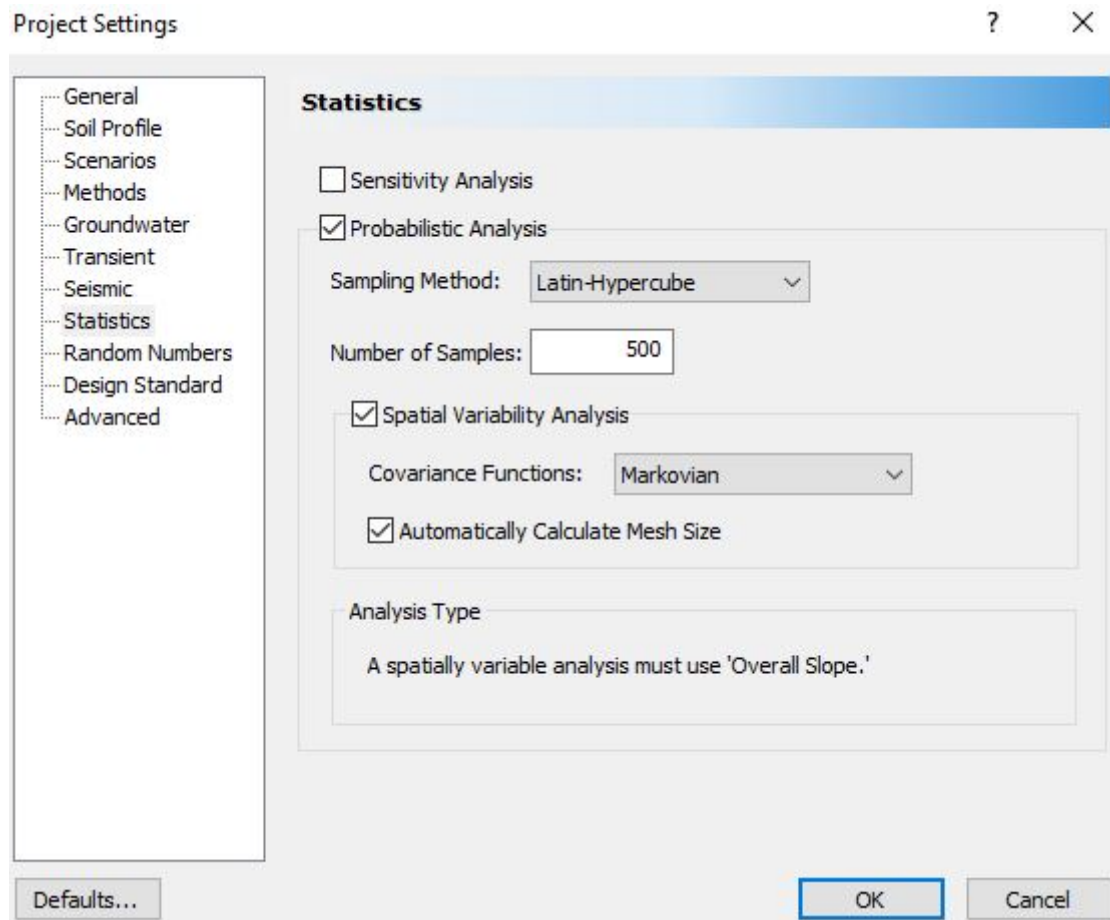 Project Settings
?
General
Soil Profile
Scenarios
Methods
Groundwater
Transient
Seismic
Statistics
Random Numbers
Design Standard
Advanced
Statistics
Sensitivity Analysis
Probabilistic Analysis
Sampling Method: Latin-Hypercube
Number of Samples: 500
Spatial Variability Analysis
Covariance Functions: Markovian
Automatically Calculate Mesh Size
Analysis Type
A spatially variable analysis must use 'Overall Slope.'
Defaults...
OK
Cancel